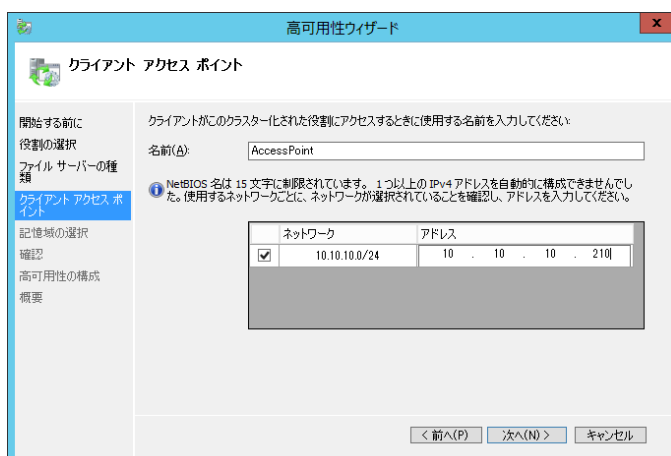 高可用性ウィザード
x
クライアント アクセス ポイント
開始する前に
役割の選択
ファイル サーバーの種
類
クライアント アクセス ポ
イント
記憶域の選択
確認
高可用性の構成
概要
クライアントがこのクラスター化された役割にアクセスするときに使用する名前を入力してください:
名前(A):
AccessPoint
NetBIOS 名は 15 文字に制限されています。 1 つ以上の IPv4 アドレスを自動的に構成できませんでし
た。使用するネットワークごとに、ネットワークが選択されていることを確認し、アドレスを入力してください。
ネットワーク アドレス
10.10.10.0/24 10 . 10 . 10 . 210
< 前へ(P) 次へ(N) > キャンセル